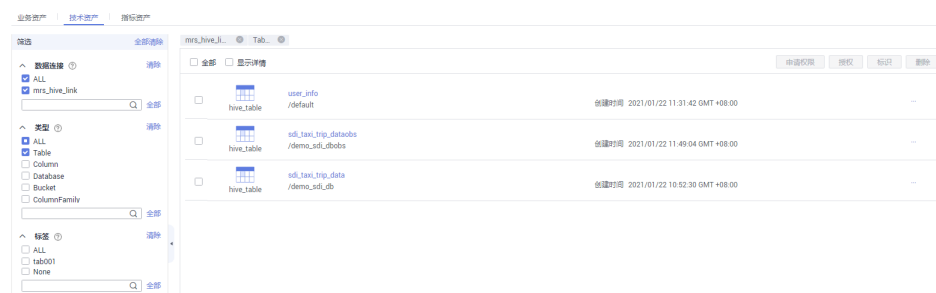 业务资产 技术资产 指标资产
筛选 全部清除
mrs_hive_li... Tab...
全部 显示详情 申请权限 授权 标识 删除
数据连接 清除
ALL
mrs_hive_link
全部
类型 清除
ALL
Table
Column
Database
Bucket
ColumnFamily
全部
标签 清除
ALL
tab001
None
全部
user_info
/default
hive_table
创建时间 2021/01/22 11:31:42 GMT +08:00
...
sdi_taxi_trip_dataobs
/demo_sdi_dbobs
hive_table
创建时间 2021/01/22 11:49:04 GMT +08:00
...
sdi_taxi_trip_data
/demo_sdi_db
hive_table
创建时间 2021/01/22 10:52:30 GMT +08:00
...